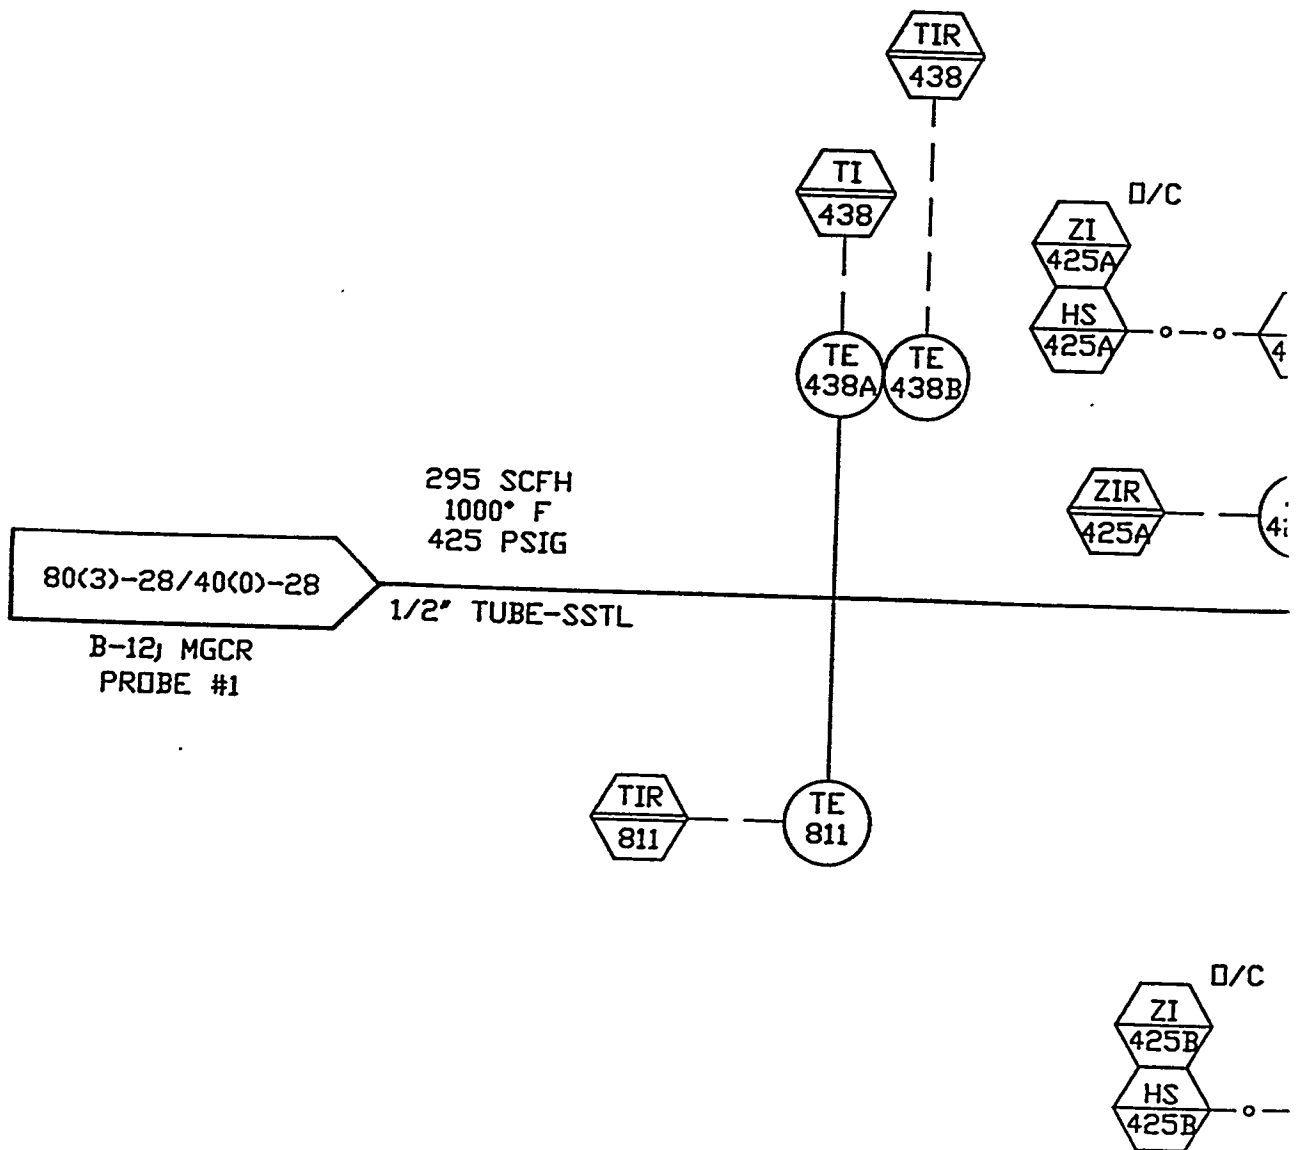 TIR
438
TI
438
O/C
ZI
425A
HS
425A
4
TE
438A
TE
438B
295 SCFH
1000° F
425 PSIG
ZIR
425A
80(3)-28/40(0)-28
1/2" TUBE-SSTL
B-12; MGCR
PROBE #1
TIR
811
TE
811
O/C
ZI
425B
HS
425B